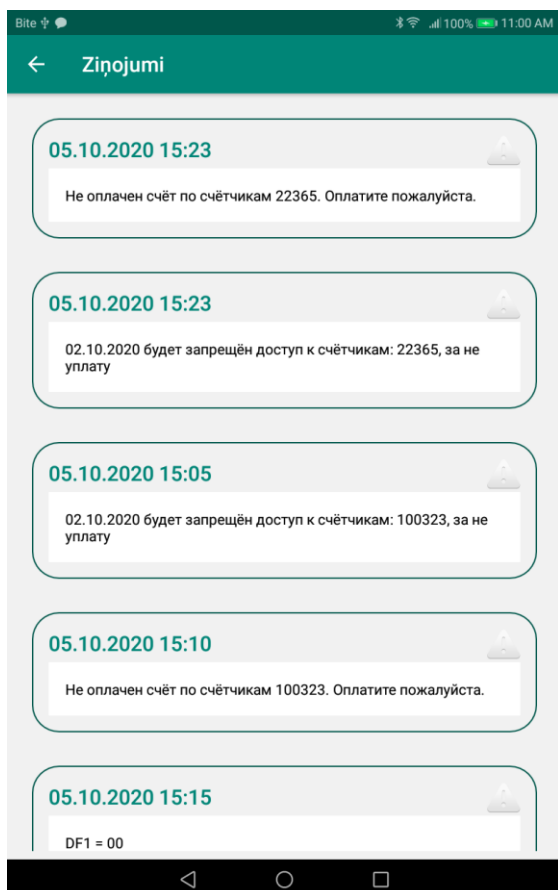 Bite 100% 11:00 AM
Ziņojumi
05.10.2020 15:23
Не оплачен счёт по счётчикам 22365. Оплатите пожалуйста.
05.10.2020 15:23
02.10.2020 будет запрещён доступ к счётчикам: 22365, за не
уплату
05.10.2020 15:05
02.10.2020 будет запрещён доступ к счётчикам: 100323, за не
уплату
05.10.2020 15:10
Не оплачен счёт по счётчикам 100323. Оплатите пожалуйста.
05.10.2020 15:15
DF1 = 00